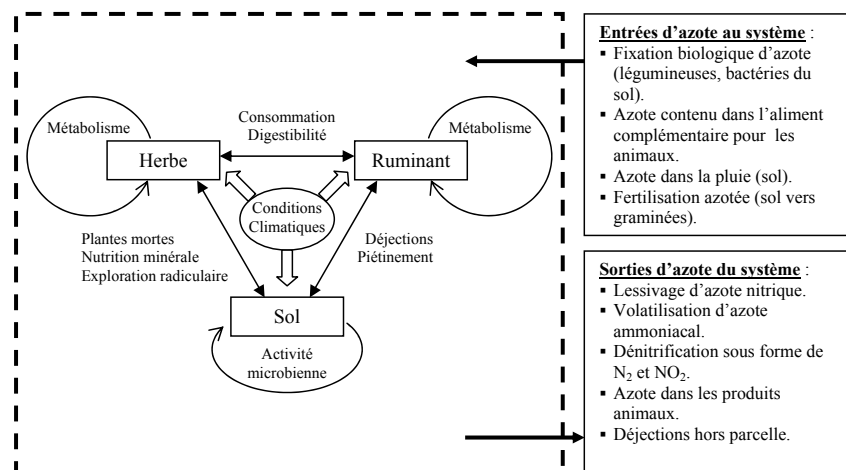 Métabolisme
Consommation
Digestibilité
Métabolisme
Herbe
Ruminant
Conditions
Climatiques
Plantes mortes
Nutrition minérale
Exploration radiculaire
Déjections
Piétinement
Sol
Activité
microbienne
Entrées d’azote au système :
▪ Fixation biologique d’azote
(légumineuses, bactéries du
sol).
▪ Azote contenu dans l’aliment
complémentaire pour les
animaux.
▪ Azote dans la pluie (sol).
▪ Fertilisation azotée (sol vers
graminées).
Sorties d’azote du système :
▪ Lessivage d’azote nitrique.
▪ Volatilisation d’azote
ammoniacal.
▪ Dénitrification sous forme de
N₂ et NO₂.
▪ Azote dans les produits
animaux.
▪ Déjections hors parcelle.